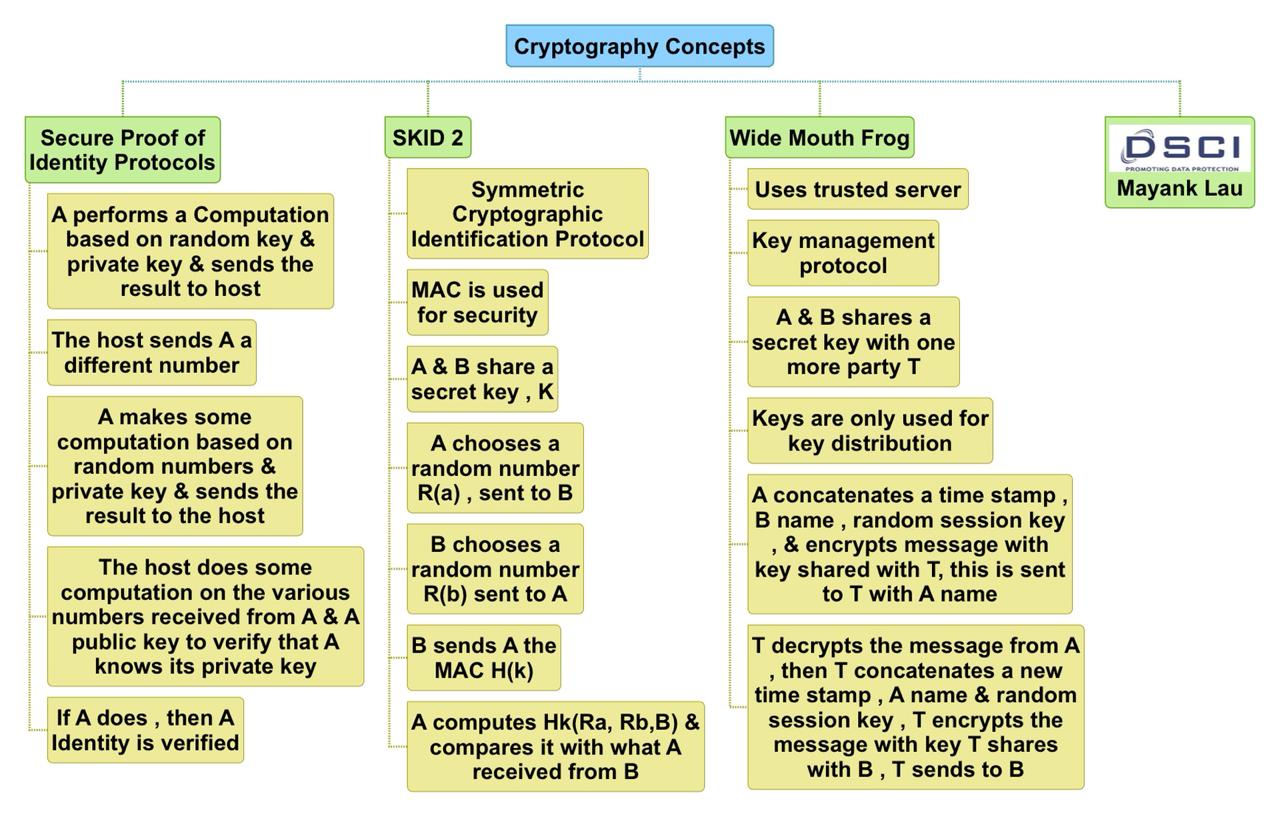 Cryptography Concepts
Secure Proof of
Identity Protocols
A performs a Computation
based on random key &
private key & sends the
result to host
The host sends A a
different number
A makes some
computation based on
random numbers &
private key & sends the
result to the host
The host does some
computation on the various
numbers received from A & A
public key to verify that A
knows its private key
If A does , then A
Identity is verified
SKID 2
Symmetric
Cryptographic
Identification Protocol
MAC is used
for security
A & B share a
secret key , K
A chooses a
random number
R(a) , sent to B
B chooses a
random number
R(b) sent to A
B sends A the
MAC H(k)
A computes Hk(Ra, Rb,B) &
compares it with what A
received from B
Wide Mouth Frog
Uses trusted server
Key management
protocol
A & B shares a
secret key with one
more party T
Keys are only used for
key distribution
A concatenates a time stamp ,
B name , random session key
, & encrypts message with
key shared with T, this is sent
to T with A name
T decrypts the message from A
, then T concatenates a new
time stamp , A name & random
session key , T encrypts the
message with key T shares
with B , T sends to B
DSCI
PROMOTING DATA PROTECTION
Mayank Lau